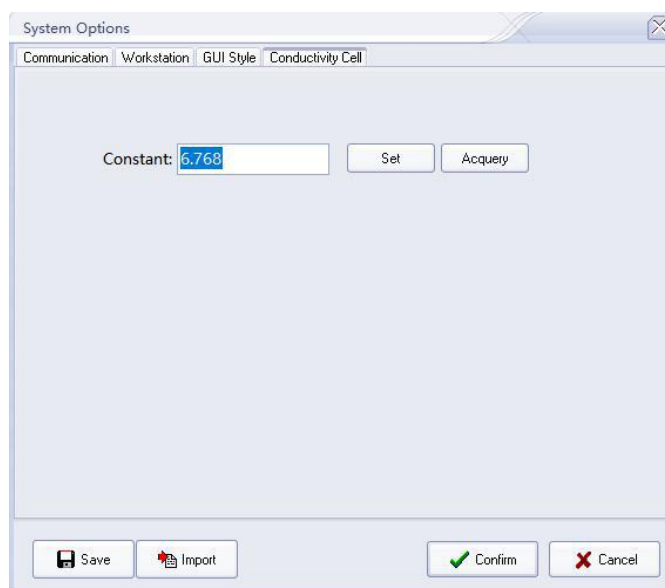 System Options
Communication Workstation GUI Style Conductivity Cell
Constant: 6.768 Set Acquery
Save Import Confirm Cancel